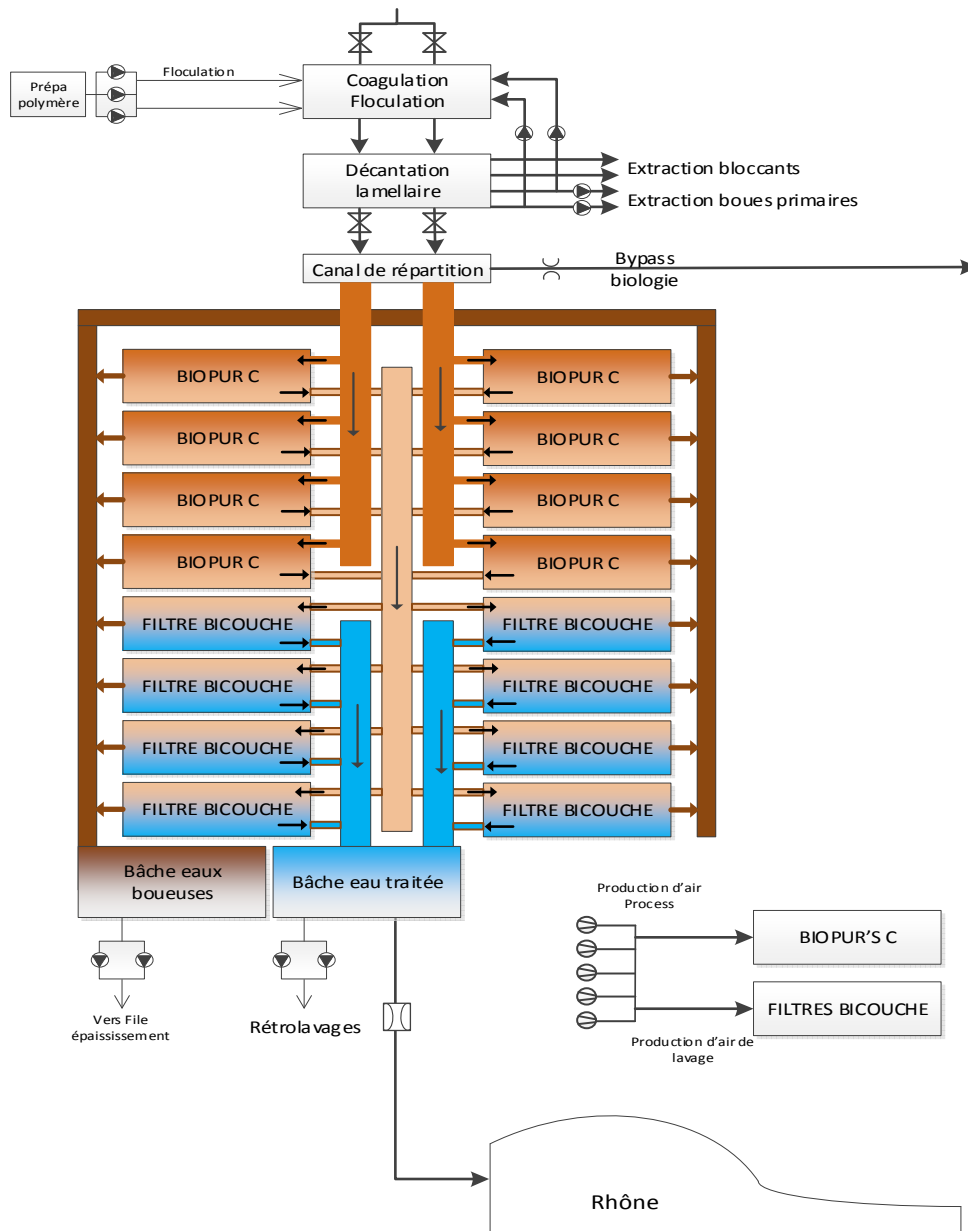 Floculation
Prépa
polymère
Coagulation
Floculation
Décantation
lamellaire
Extraction bloccants
Extraction boues primaires
Canal de répartition
Bypass
biologie
BIOPUR C
BIOPUR C
BIOPUR C
BIOPUR C
BIOPUR C
BIOPUR C
BIOPUR C
BIOPUR C
FILTRE BICOUCHE
FILTRE BICOUCHE
FILTRE BICOUCHE
FILTRE BICOUCHE
FILTRE BICOUCHE
FILTRE BICOUCHE
FILTRE BICOUCHE
FILTRE BICOUCHE
Bâche eaux
boueuses
Bâche eau traitée
Vers File
épaississement
Rétrolavages
Production d'air
Process
BIOPUR'S C
FILTRES BICOUCHE
Production d'air de
lavage
Rhône